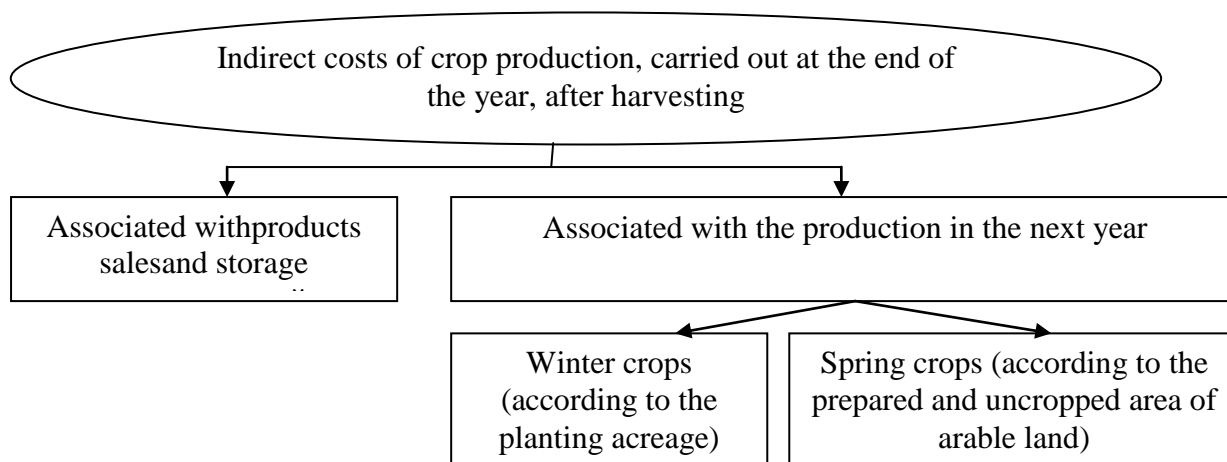 Indirect costs of crop production, carried out at the end of
the year, after harvesting
Associated withproducts
salesand storage
Associated with the production in the next year
Winter crops
(according to the
planting acreage)
Spring crops (according to the
prepared and uncropped area of
arable land)